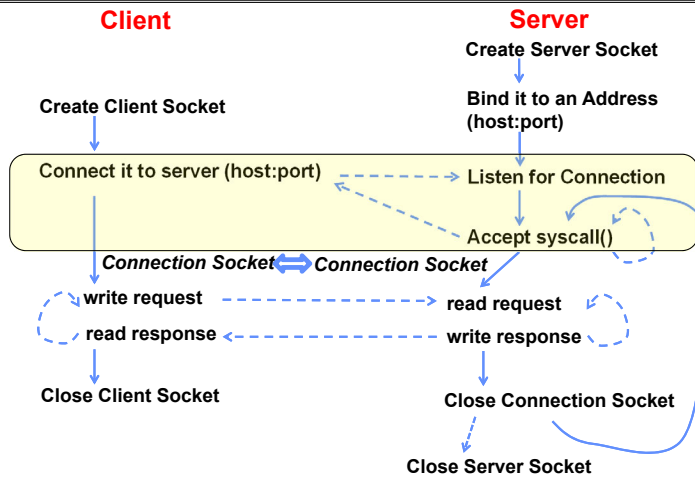 Client
Server
Create Server Socket
Create Client Socket
Bind it to an Address
(host:port)
Connect it to server (host:port)
Listen for Connection
Accept syscall()
Connection Socket
Connection Socket
write request
read request
read response
write response
Close Client Socket
Close Connection Socket
Close Server Socket